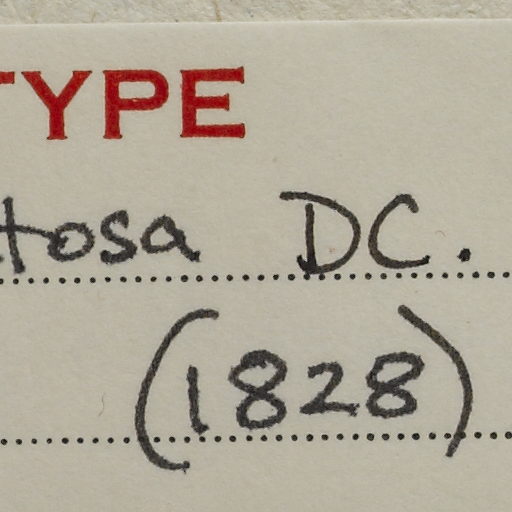 TYPE
tosa DC.
(1828)